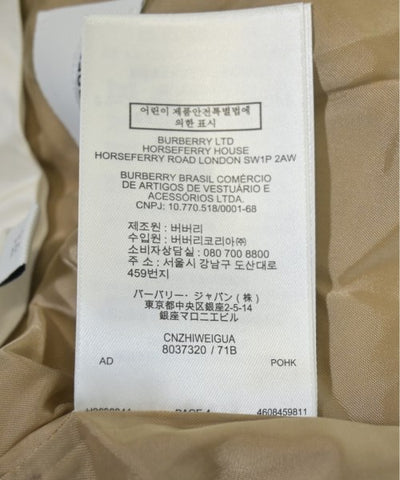 어린이 제품안전특별법에
의한 표시
BURBERRY LTD
HORSEFERRY HOUSE
HORSEFERRY ROAD LONDON SW1P 2AW
BURBERRY BRASIL COMÉRCIO
DE ARTIGOS DE VESTUÁRIO E
ACESSÓRIOS LTDA.
CNPJ: 10.770.518/0001-68
제조원 : 버버리
수입원 : 버버리코리아㈜
소비자상담실 : 080 700 8800
주 소 : 서울시 강남구 도산대로
459번지
バーバリー・ジャパン (株)
東京都中央区銀座2-5-14
銀座マロニエビル
CNZHIWEIGUA
8037320 / 71B
AD POHK
PAGE 4 4608459811